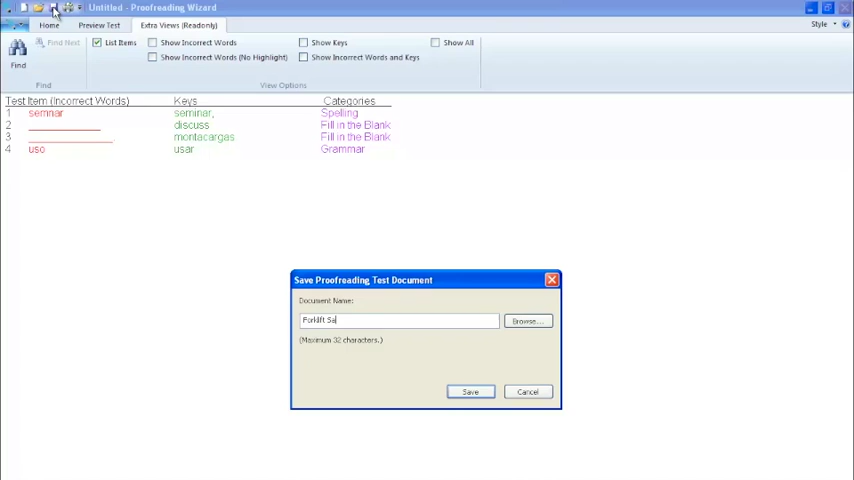 Untitled - Proofreading Wizard
Home Preview Test Extra Views (Readonly) Style
Find Find Next List Items Show Incorrect Words Show Keys Show All
Show Incorrect Words (No Highlight) Show Incorrect Words and Keys
Find View Options
Test Item (Incorrect Words) Keys Categories
1 semnar seminar, Spelling
2 discuss Fill in the Blank
3 montacargas Fill in the Blank
4 uso usar Grammar
Save Proofreading Test Document
Document Name:
Forklift Sa
Browse...
(Maximum 32 characters.)
Save Cancel